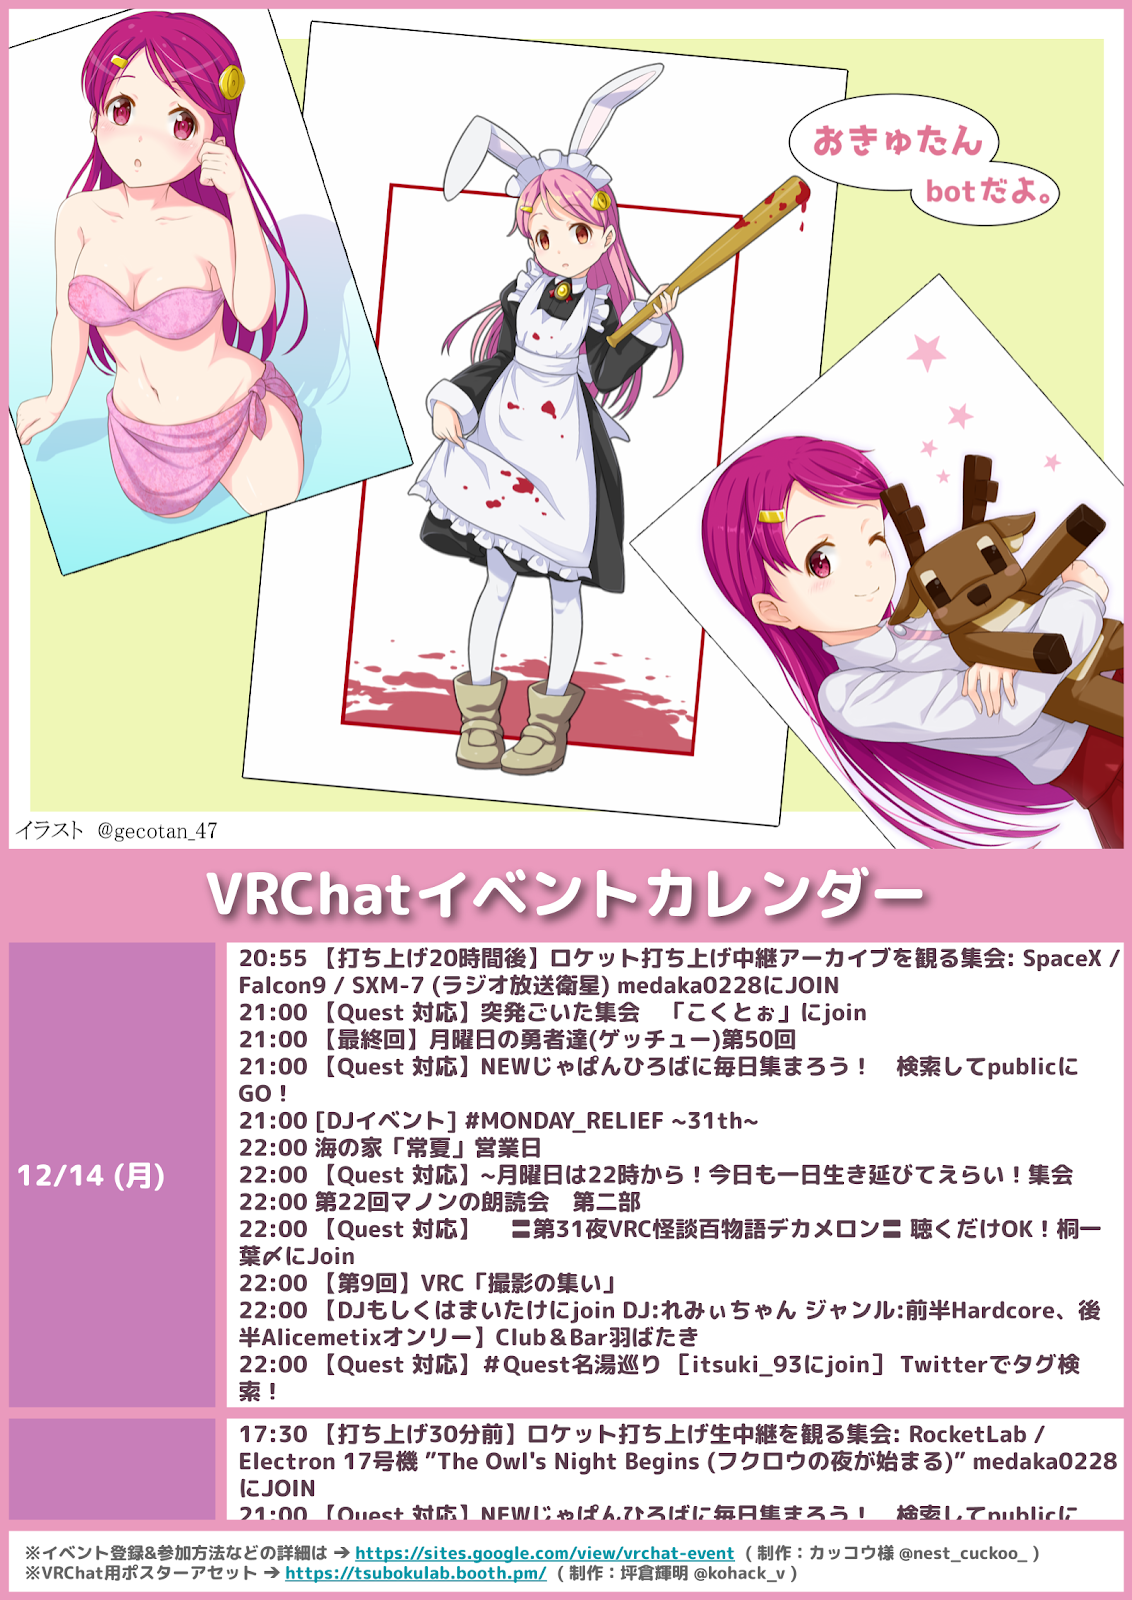 おきゅたん
botだよ。
イラスト @gecotan_47
VRChatイベントカレンダー
12/14 (月)
20:55 【打ち上げ20時間後】ロケット打ち上げ中継アーカイブを観る集会: SpaceX /
Falcon9 / SXM-7 (ラジオ放送衛星) medaka0228にJOIN
21:00 【Quest 対応】突発ごいた集会　「こくとぉ」にjoin
21:00 【最終回】月曜日の勇者達(ゲッチュー)第50回
21:00 【Quest 対応】NEWじゃぱんひろばに毎日集まろう！　検索してpublicに
GO！
21:00 [DJイベント] #MONDAY_RELIEF ~31th~
22:00 海の家「常夏」営業日
22:00 【Quest 対応】~月曜日は22時から！今日も一日生き延びてえらい！集会
22:00 第22回マノンの朗読会　第二部
22:00 【Quest 対応】　〓第31夜VRC怪談百物語デカメロン〓 聴くだけOK！桐一
葉〆にJoin
22:00 【第9回】VRC「撮影の集い」
22:00 【DJもしくはまいたけにjoin DJ:れみぃちゃん ジャンル:前半Hardcore、後
半Alicemetixオンリー】Club＆Bar羽ばたき
22:00 【Quest 対応】＃Quest名湯巡り ［itsuki_93にjoin］ Twitterでタグ検
索！
17:30 【打ち上げ30分前】ロケット打ち上げ生中継を観る集会: RocketLab /
Electron 17号機 ”The Owl's Night Begins (フクロウの夜が始まる)” medaka0228
にJOIN
21:00 【Quest 対応】NEWじゃぱんひろばに毎日集まろう！　検索してpublicに
※イベント登録&参加方法などの詳細は → https://sites.google.com/view/vrchat-event （ 制作：カッコウ様 @nest_cuckoo_ ）
※VRChat用ポスターアセット → https://tsubokulab.booth.pm/ （ 制作：坪倉輝明 @kohack_v ）